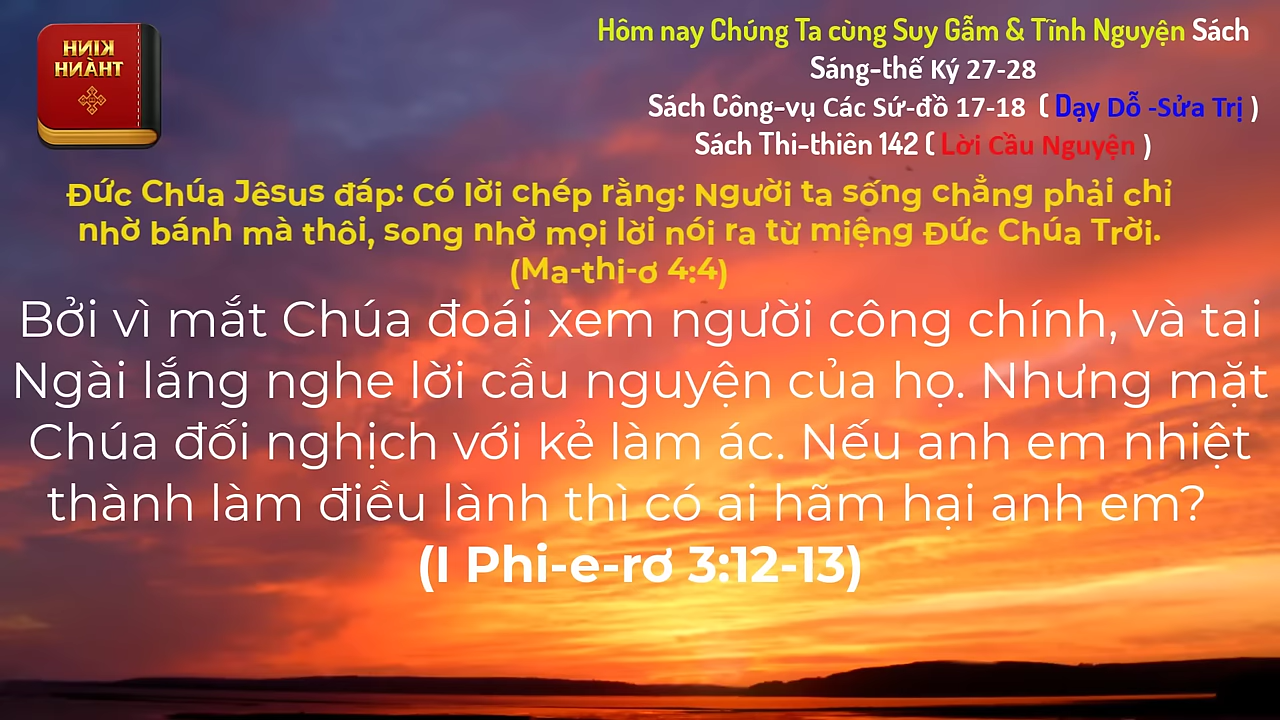 KINH
THÀNH
Hôm nay Chúng Ta cùng Suy Gẫm & Tĩnh Nguyện Sách
Sáng-thế Ký 27-28
Sách Công-vụ Các Sứ-đồ 17-18 ( Dạy Dỗ -Sửa Trị )
Sách Thi-thiên 142 ( Lời Cầu Nguyện )
Đức Chúa Jêsus đáp: Có lời chép rằng: Người ta sống chẳng phải chỉ
nhờ bánh mà thôi, song nhờ mọi lời nói ra từ miệng Đức Chúa Trời.
(Ma-thi-ơ 4:4)
Bởi vì mắt Chúa đoái xem người công chính, và tai
Ngài lắng nghe lời cầu nguyện của họ. Nhưng mặt
Chúa đối nghịch với kẻ làm ác. Nếu anh em nhiệt
thành làm điều lành thì có ai hãm hại anh em?
(I Phi-e-rơ 3:12-13)